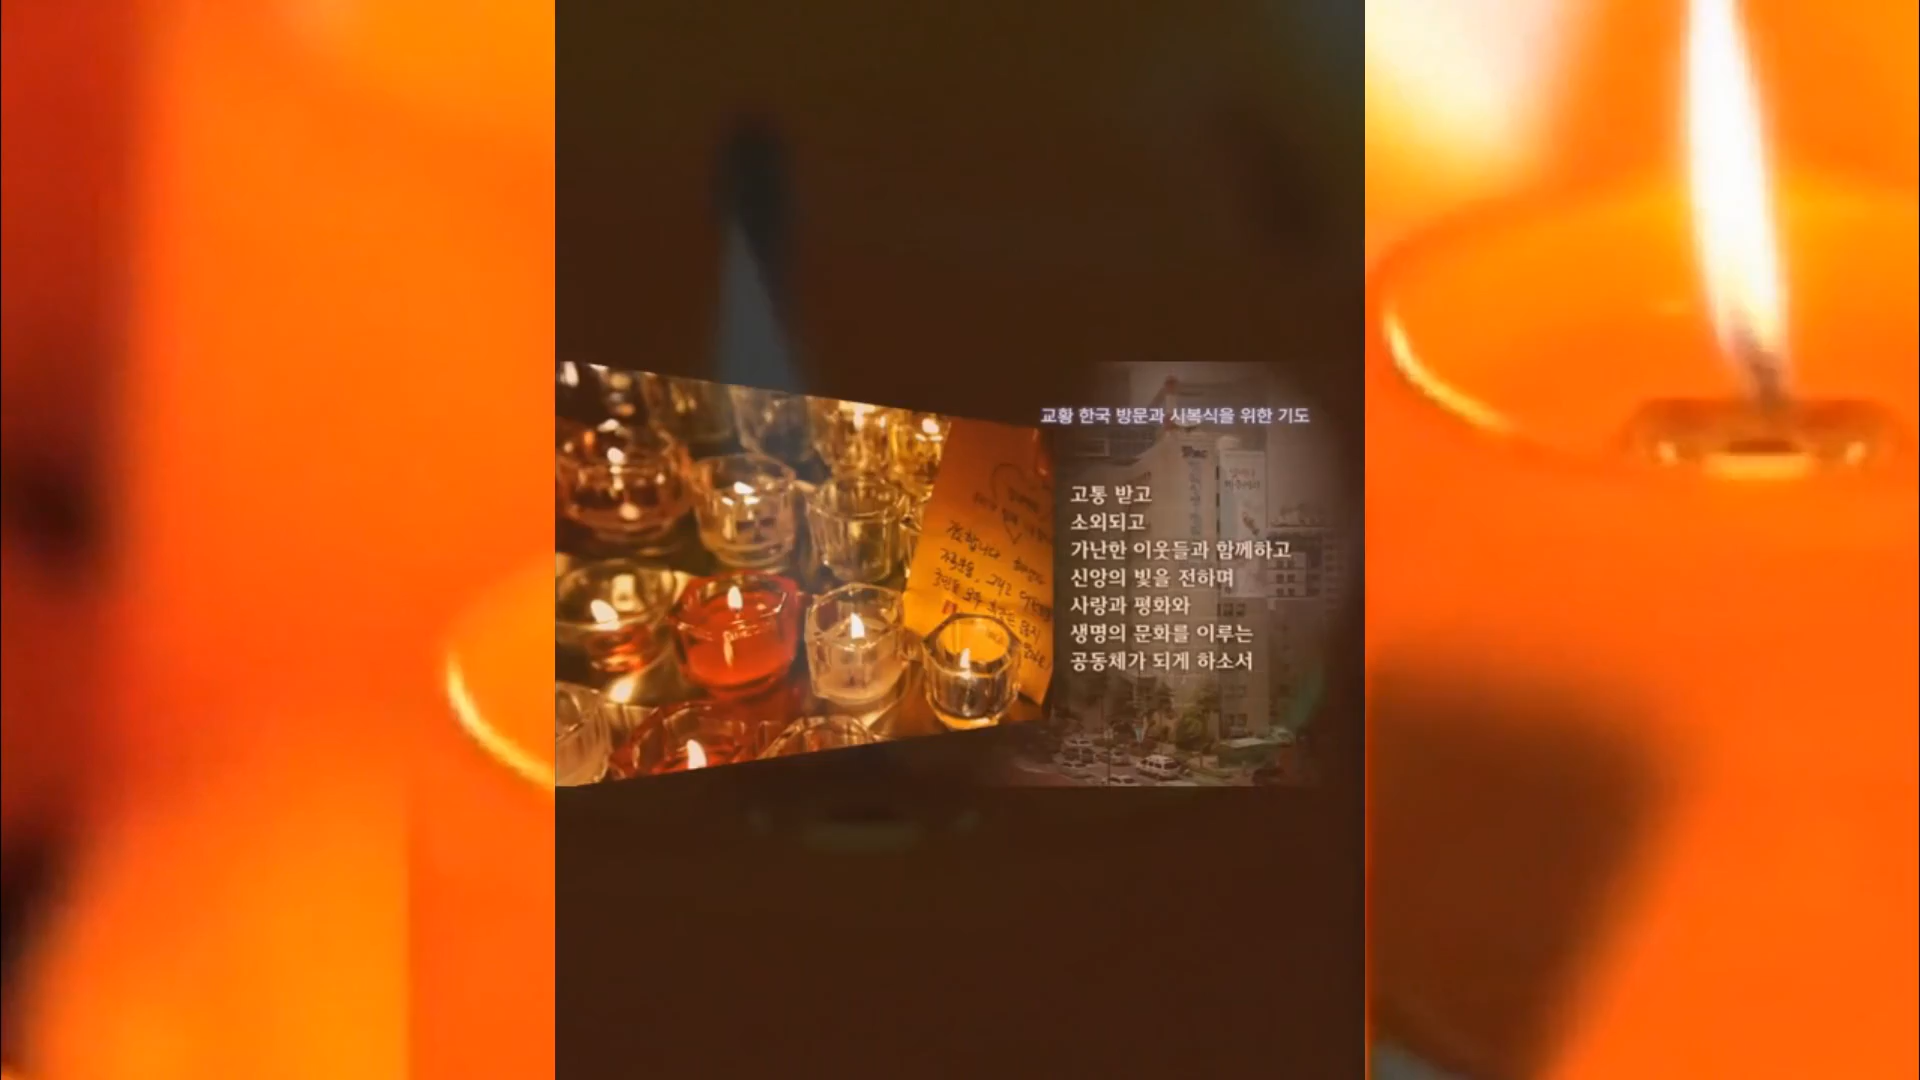 교황 한국 방문과 시복식을 위한 기도
고통 받고
소외되고
가난한 이웃들과 함께하고
신앙의 빛을 전하며
사랑과 평화와
생명의 문화를 이루는
공동체가 되게 하소서